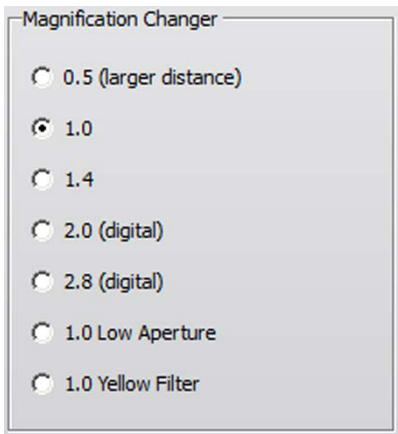 Magnification Changer
0.5 (larger distance)
1.0
1.4
2.0 (digital)
2.8 (digital)
1.0 Low Aperture
1.0 Yellow Filter